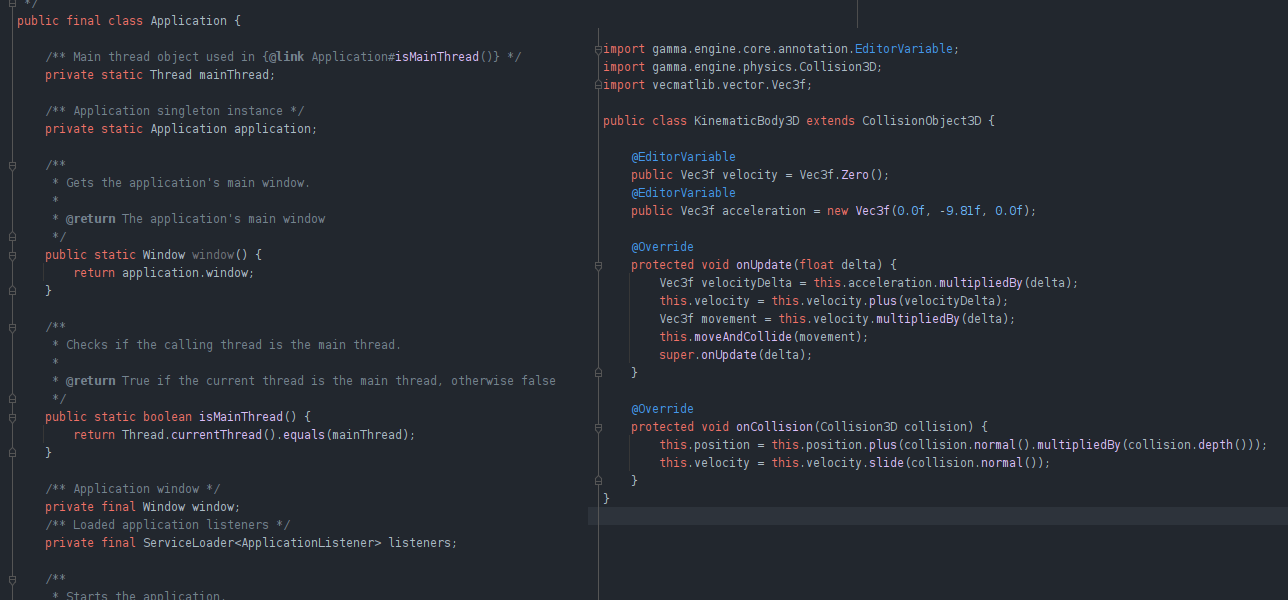 */
public final class Application {
/** Main thread object used in {@link Application#isMainThread()} */
private static Thread mainThread;
/** Application singleton instance */
private static Application application;
/**
* Gets the application's main window.
*
* @return The application's main window
*/
public static Window window() {
return application.window;
}
/**
* Checks if the calling thread is the main thread.
*
* @return True if the current thread is the main thread, otherwise false
*/
public static boolean isMainThread() {
return Thread.currentThread().equals(mainThread);
}
/** Application window */
private final Window window;
/** Loaded application listeners */
private final ServiceLoader<ApplicationListener> listeners;
/**
* Starts the application.
import gamma.engine.core.annotation.EditorVariable;
import gamma.engine.physics.Collision3D;
import vecmatlib.vector.Vec3f;
public class KinematicBody3D extends CollisionObject3D {
@EditorVariable
public Vec3f velocity = Vec3f.Zero();
@EditorVariable
public Vec3f acceleration = new Vec3f(0.0f, -9.81f, 0.0f);
@Override
protected void onUpdate(float delta) {
Vec3f velocityDelta = this.acceleration.multipliedBy(delta);
this.velocity = this.velocity.plus(velocityDelta);
Vec3f movement = this.velocity.multipliedBy(delta);
this.moveAndCollide(movement);
super.onUpdate(delta);
}
@Override
protected void onCollision(Collision3D collision) {
this.position = this.position.plus(collision.normal().multipliedBy(collision.depth()));
this.velocity = this.velocity.slide(collision.normal());
}
}